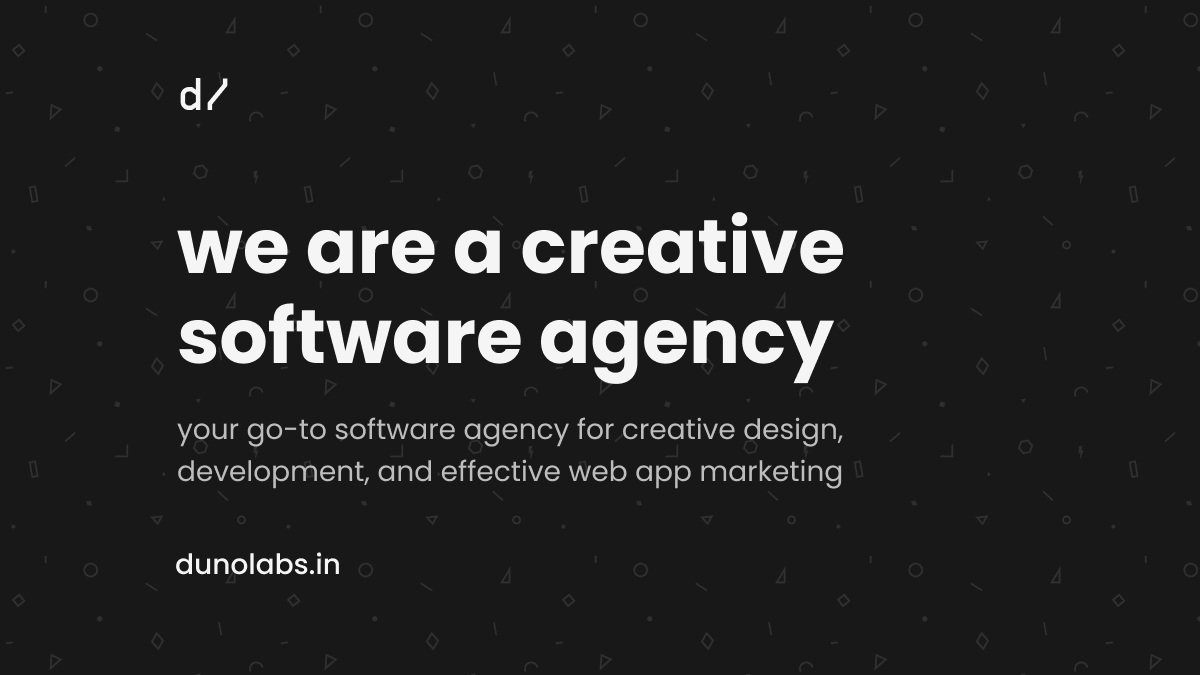 d/
we are a creative
software agency
your go-to software agency for creative design,
development, and effective web app marketing
dunolabs.in